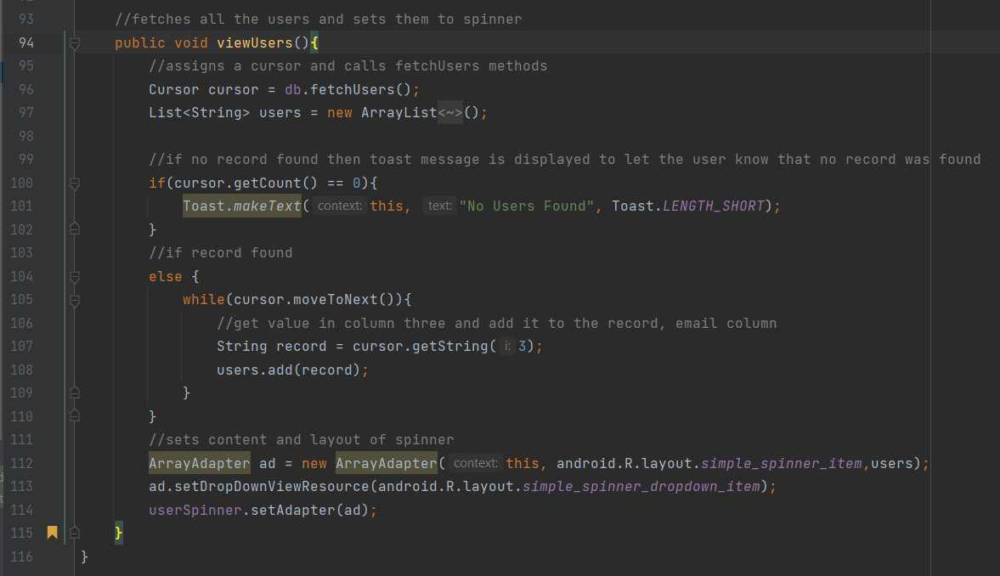 93 //fetches all the users and sets them to spinner
94 public void viewUsers(){
95 //assigns a cursor and calls fetchUsers methods
96 Cursor cursor = db.fetchUsers();
97 List<String> users = new ArrayList<~>();
98
99 //if no record found then toast message is displayed to let the user know that no record was found
100 if(cursor.getCount() == 0){
101 Toast.makeText( context: this, text: "No Users Found", Toast.LENGTH_SHORT);
102 }
103 //if record found
104 else {
105 while(cursor.moveToNext()){
106 //get value in column three and add it to the record, email column
107 String record = cursor.getString( i: 3);
108 users.add(record);
109 }
110 }
111 //sets content and layout of spinner
112 ArrayAdapter ad = new ArrayAdapter( context: this, android.R.layout.simple_spinner_item,users);
113 ad.setDropDownViewResource(android.R.layout.simple_spinner_dropdown_item);
114 userSpinner.setAdapter(ad);
115 }
116 }